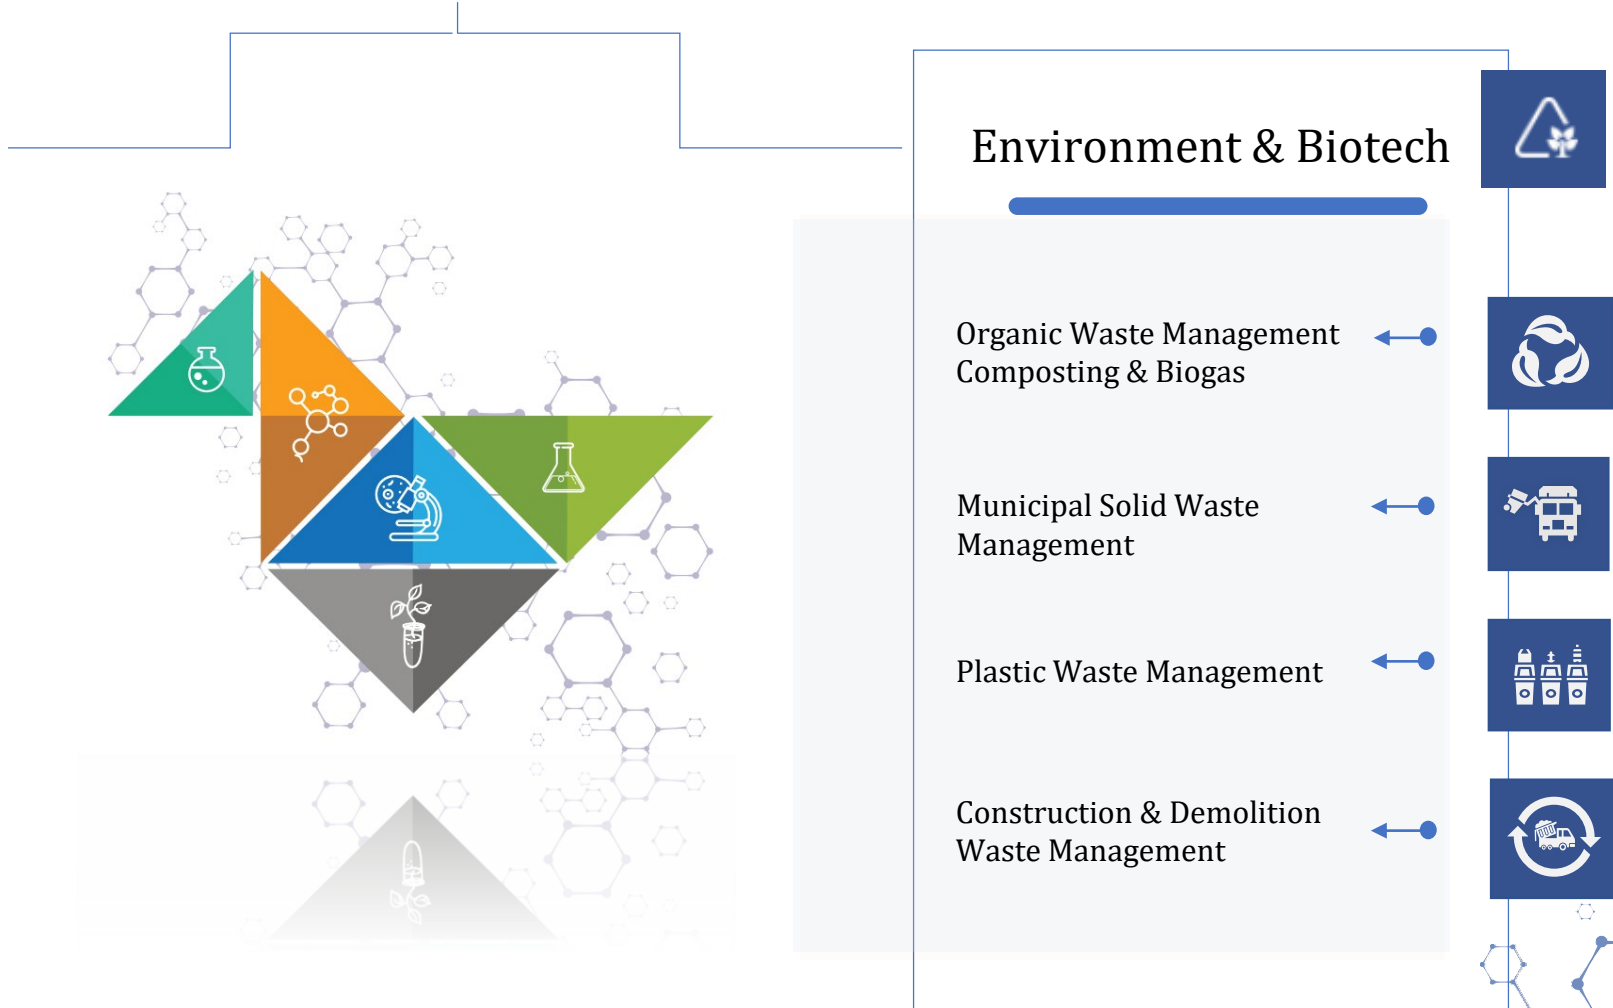 Environment & Biotech
Organic Waste Management
Composting & Biogas
Municipal Solid Waste
Management
Plastic Waste Management
Construction & Demolition
Waste Management